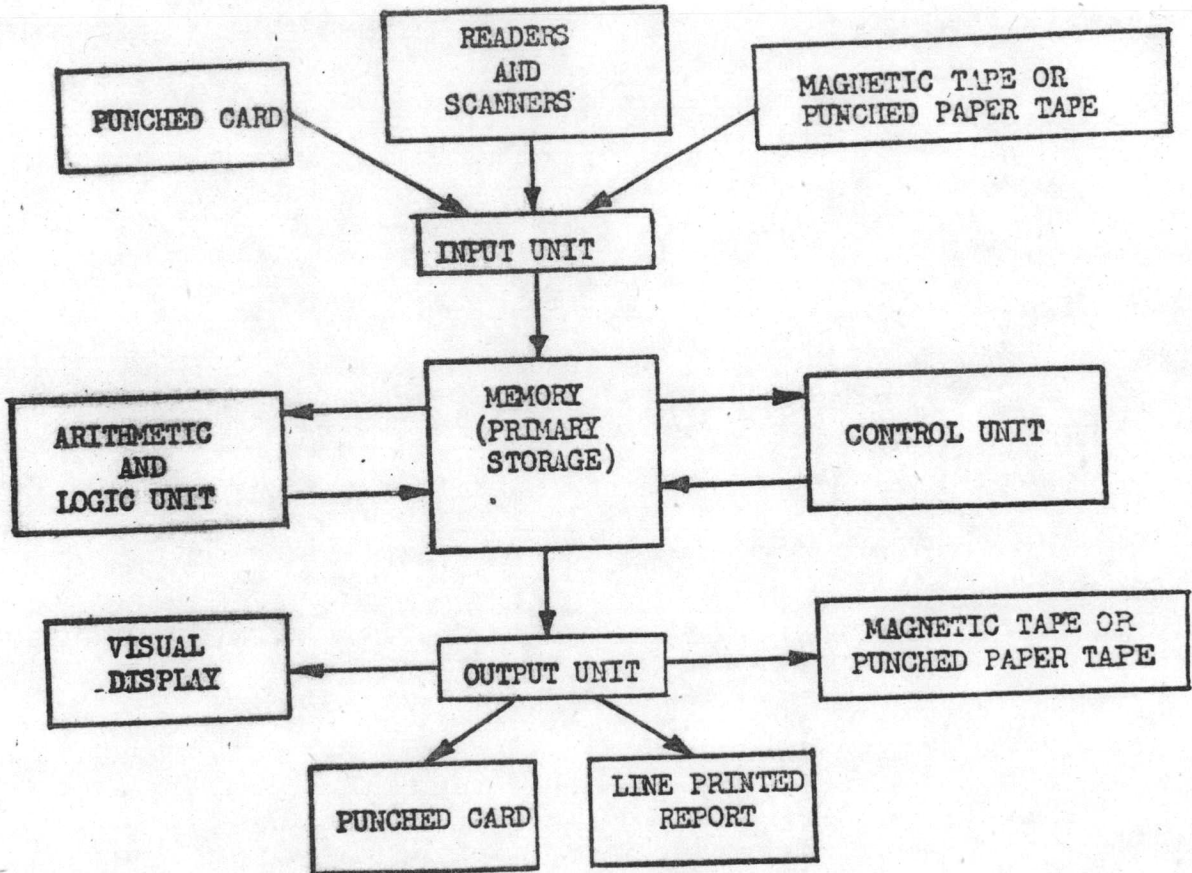 READERS
AND
SCANNERS
PUNCHED CARD
MAGNETIC TAPE OR
PUNCHED PAPER TAPE
INPUT UNIT
MEMORY
(PRIMARY
STORAGE)
ARITHMETIC
AND
LOGIC UNIT
CONTROL UNIT
VISUAL
DISPLAY
OUTPUT UNIT
MAGNETIC TAPE OR
PUNCHED PAPER TAPE
PUNCHED CARD
LINE PRINTED
REPORT